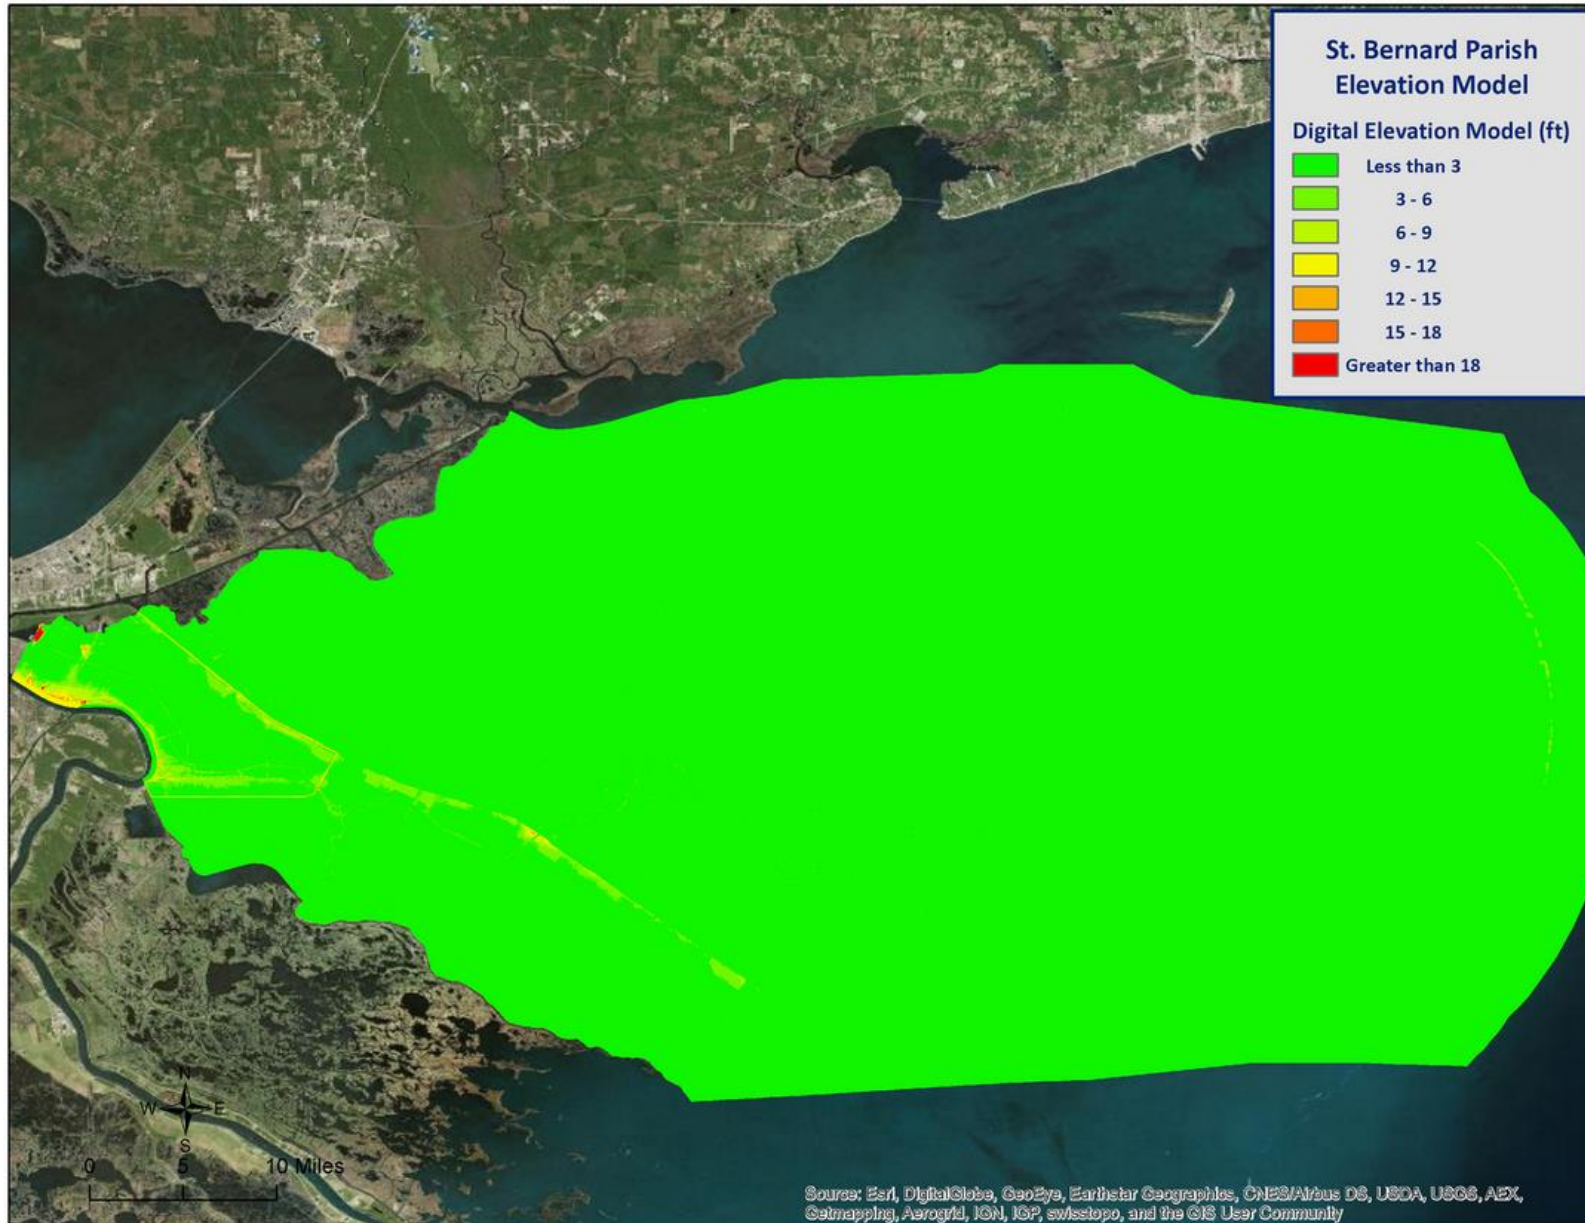 St. Bernard Parish
Elevation Model
Digital Elevation Model (ft)
Less than 3
3 - 6
6 - 9
9 - 12
12 - 15
15 - 18
Greater than 18
N
W E
S
0 5 10 Miles
Source: Esri, DigitalGlobe, GeoEye, Earthstar Geographics, CNES/Airbus DS, USDA, USGS, AEX,
Getmapping, Aerogrid, IGN, IGP, swisstopo, and the GIS User Community